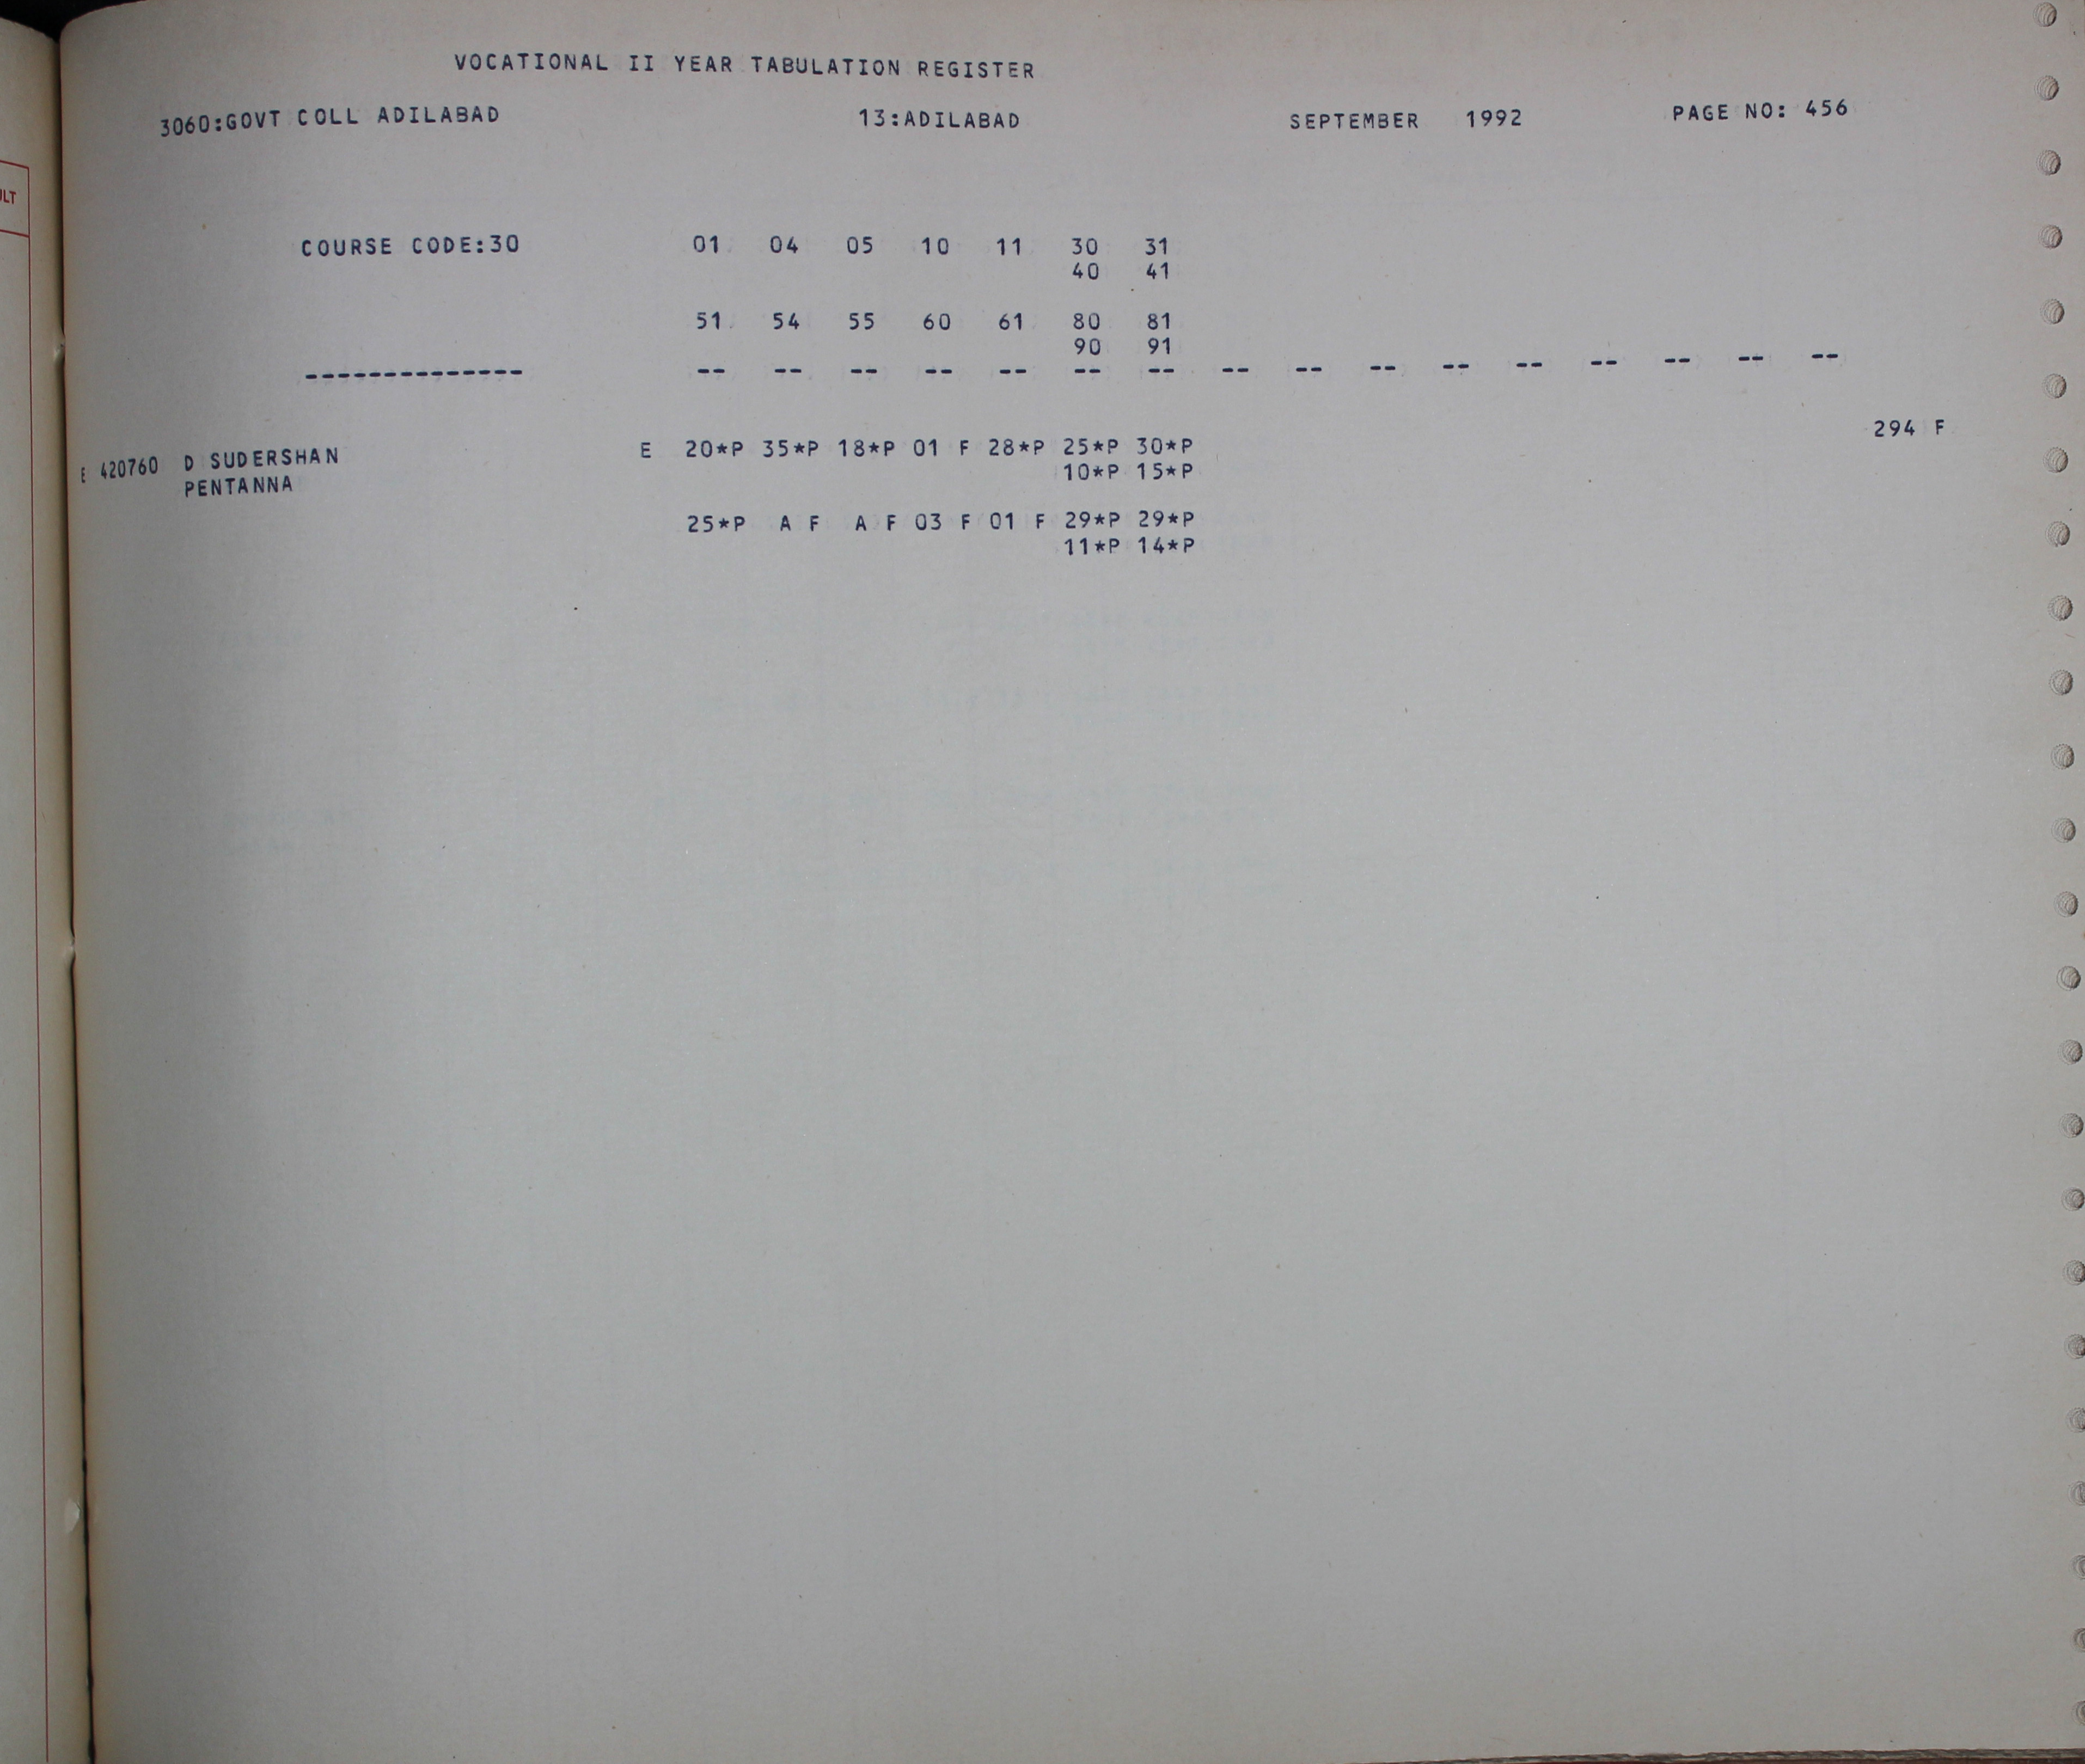 ULT
VOCATIONAL II YEAR TABULATION REGISTER
3060:GOVT COLL ADILABAD 13:ADILABAD SEPTEMBER 1992 PAGE NO: 456
COURSE CODE:30 01 04 05 10 11 30 31
40 41
51 54 55 60 61 80 81
90 91
-------------- -- -- -- -- -- -- -- -- -- -- -- -- -- -- -- --
E 420760 D SUDERSHAN E 20*P 35*P 18*P 01 F 28*P 25*P 30*P 294 F
PENTANNA 10*P 15*P
25*P A F A F 03 F 01 F 29*P 29*P
11*P 14*P